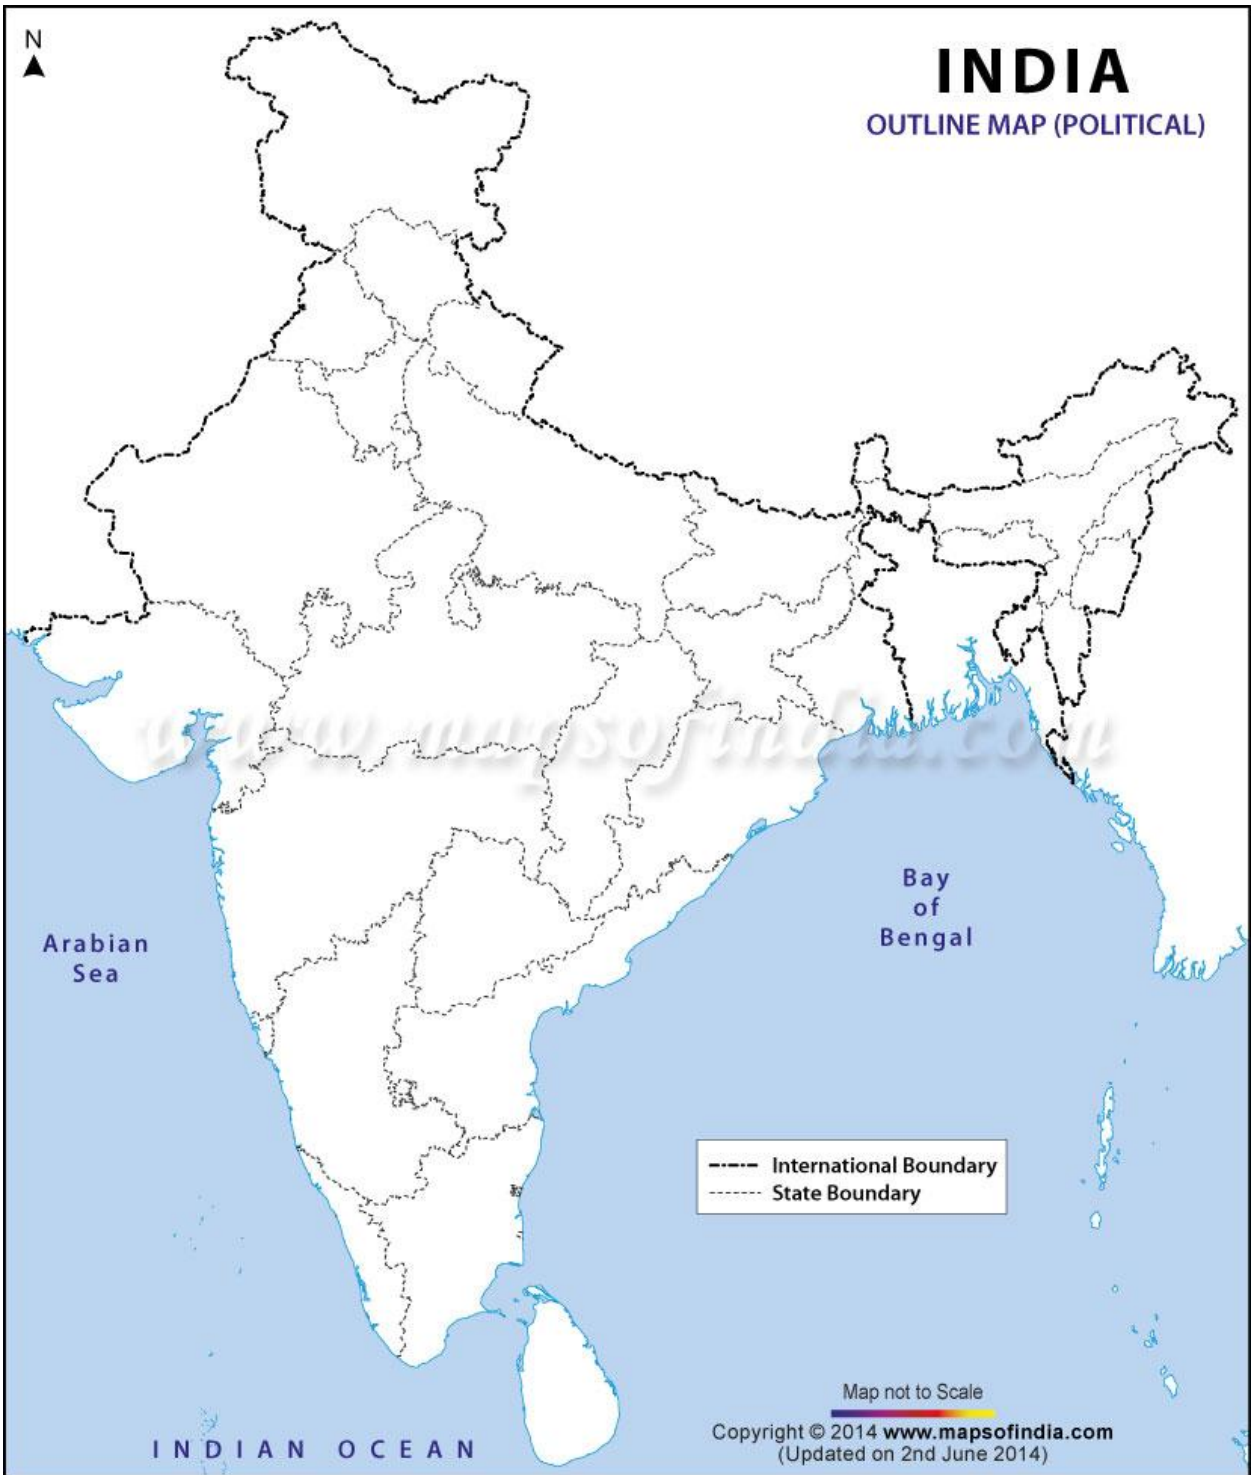 N
INDIA
OUTLINE MAP (POLITICAL)
www.mapsofindia.com
Bay
of
Bengal
Arabian
Sea
International Boundary
State Boundary
Map not to Scale
Copyright © 2014 www.mapsofindia.com
(Updated on 2nd June 2014)
INDIAN OCEAN